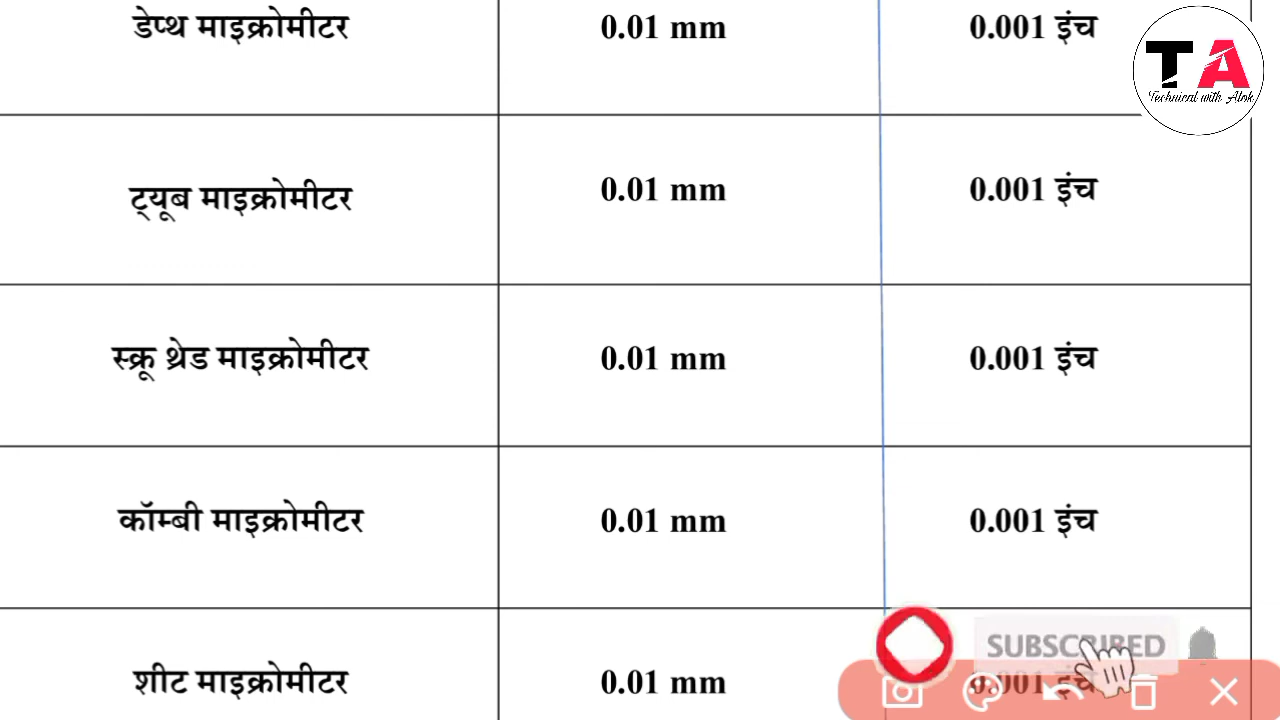 डेप्थ माइक्रोमीटर 0.01 mm 0.001 इंच
TA
Technical with Alok
ट्यूब माइक्रोमीटर 0.01 mm 0.001 इंच
स्क्रू थ्रेड माइक्रोमीटर 0.01 mm 0.001 इंच
कॉम्बी माइक्रोमीटर 0.01 mm 0.001 इंच
SUBSCRIBED
शीट माइक्रोमीटर 0.01 mm 0.001 इंच